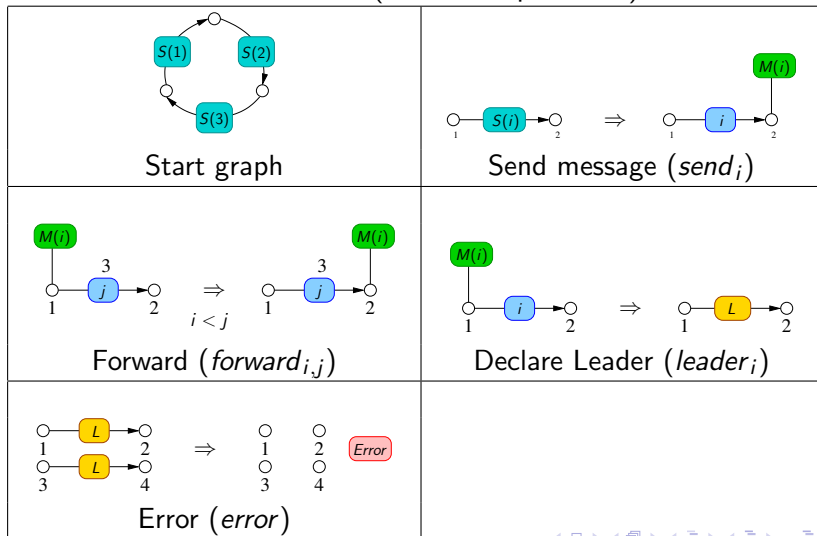 S(1)
S(2)
S(3)
Start graph
M(i)
1 S(i) 2 ⇒ 1 i 2
Send message (send_i)
M(i) M(i)
3 3
1 j 2 ⇒ 1 j 2
i < j
Forward (forward_{i,j})
M(i)
1 i 2 ⇒ 1 L 2
Declare Leader (leader_i)
1 L 2 ⇒ 1 2 Error
3 L 4 3 4
Error (error)